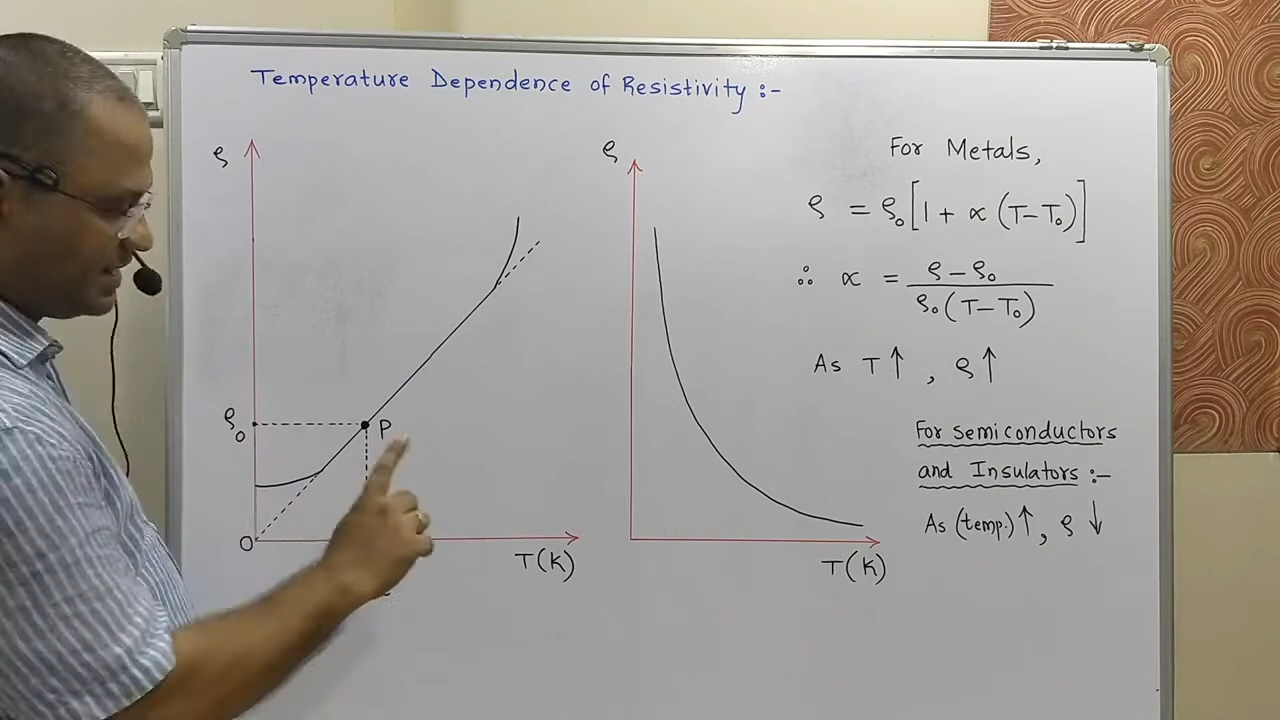 Temperature Dependence of Resistivity :-
ρ
ρ₀
P
O
T(K)
ρ
T(K)
For Metals,
ρ = ρ₀[1 + ∝ (T-T₀)]
∴ ∝ = ρ-ρ₀ / ρ₀(T-T₀)
As T↑, ρ↑
For semiconductors
and Insulators :-
As (temp.)↑, ρ↓